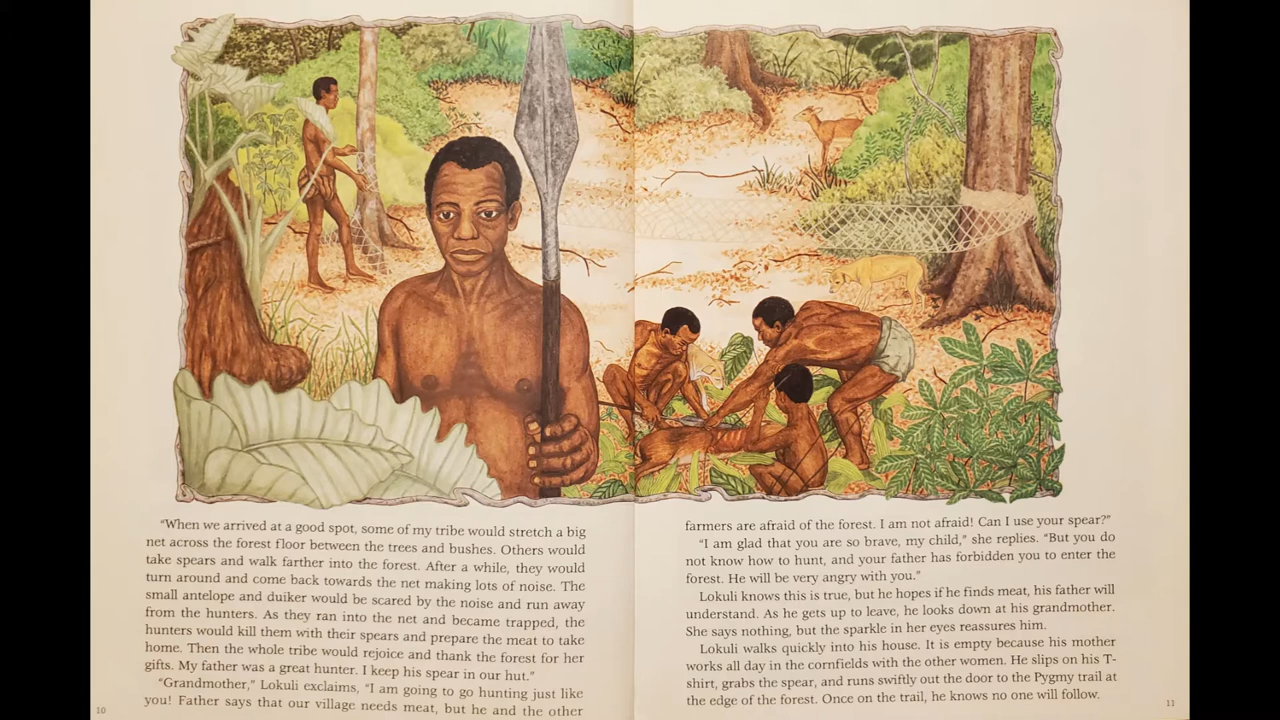 "When we arrived at a good spot, some of my tribe would stretch a big
net across the forest floor between the trees and bushes. Others would
take spears and walk farther into the forest. After a while, they would
turn around and come back towards the net making lots of noise. The
small antelope and duiker would be scared by the noise and run away
from the hunters. As they ran into the net and became trapped, the
hunters would kill them with their spears and prepare the meat to take
home. Then the whole tribe would rejoice and thank the forest for her
gifts. My father was a great hunter. I keep his spear in our hut."
"Grandmother," Lokuli exclaims, "I am going to go hunting just like
you! Father says that our village needs meat, but he and the other
10
farmers are afraid of the forest. I am not afraid! Can I use your spear?"
"I am glad that you are so brave, my child," she replies. "But you do
not know how to hunt, and your father has forbidden you to enter the
forest. He will be very angry with you."
Lokuli knows this is true, but he hopes if he finds meat, his father will
understand. As he gets up to leave, he looks down at his grandmother.
She says nothing, but the sparkle in her eyes reassures him.
Lokuli walks quickly into his house. It is empty because his mother
works all day in the cornfields with the other women. He slips on his T-
shirt, grabs the spear, and runs swiftly out the door to the Pygmy trail at
the edge of the forest. Once on the trail, he knows no one will follow.
11